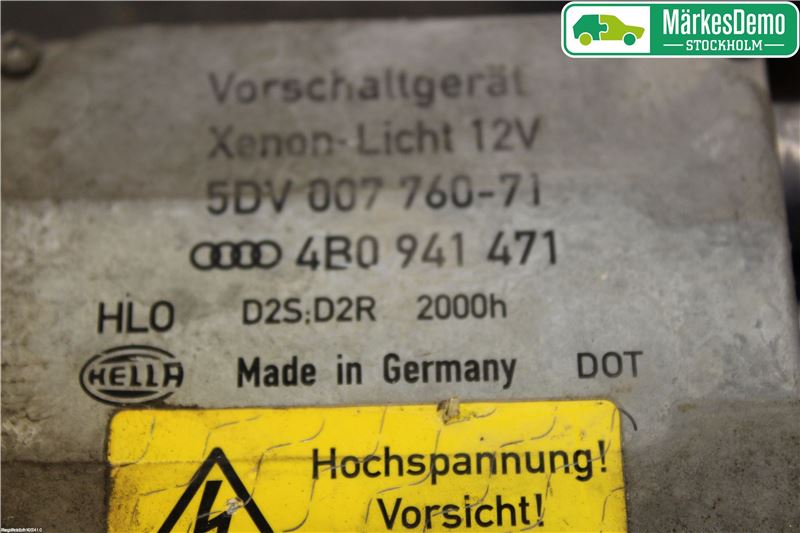 MärkesDemo
STOCKHOLM
Vorschaltgerät
Xenon-Licht 12V
5DV 007 760-71
4B0 941 471
HLO D2S;D2R 2000h
HELLA Made in Germany DOT
Hochspannung!
Vorsicht!